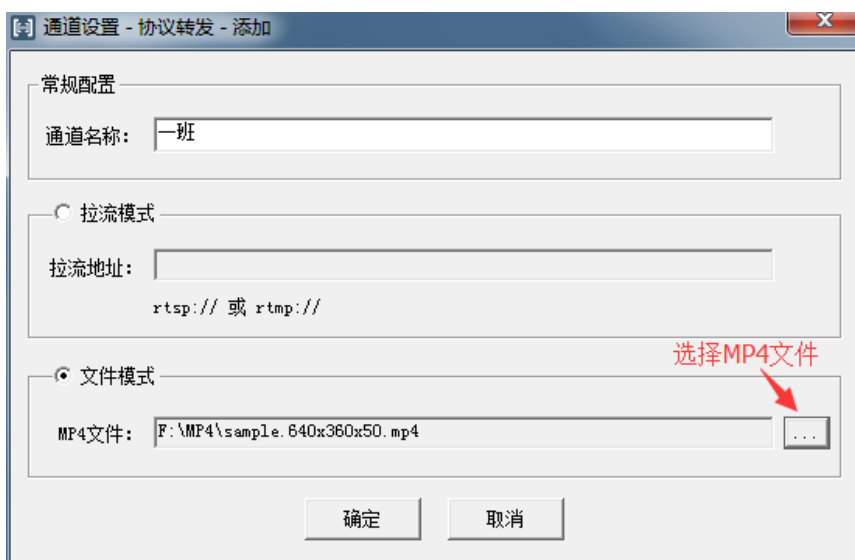 通道设置 - 协议转发 - 添加
X
常规配置
通道名称: 一班
拉流模式
拉流地址:
rtsp:// 或 rtmp://
选择MP4文件
文件模式
MP4文件: F:\MP4\sample.640x360x50.mp4 ...
确定 取消